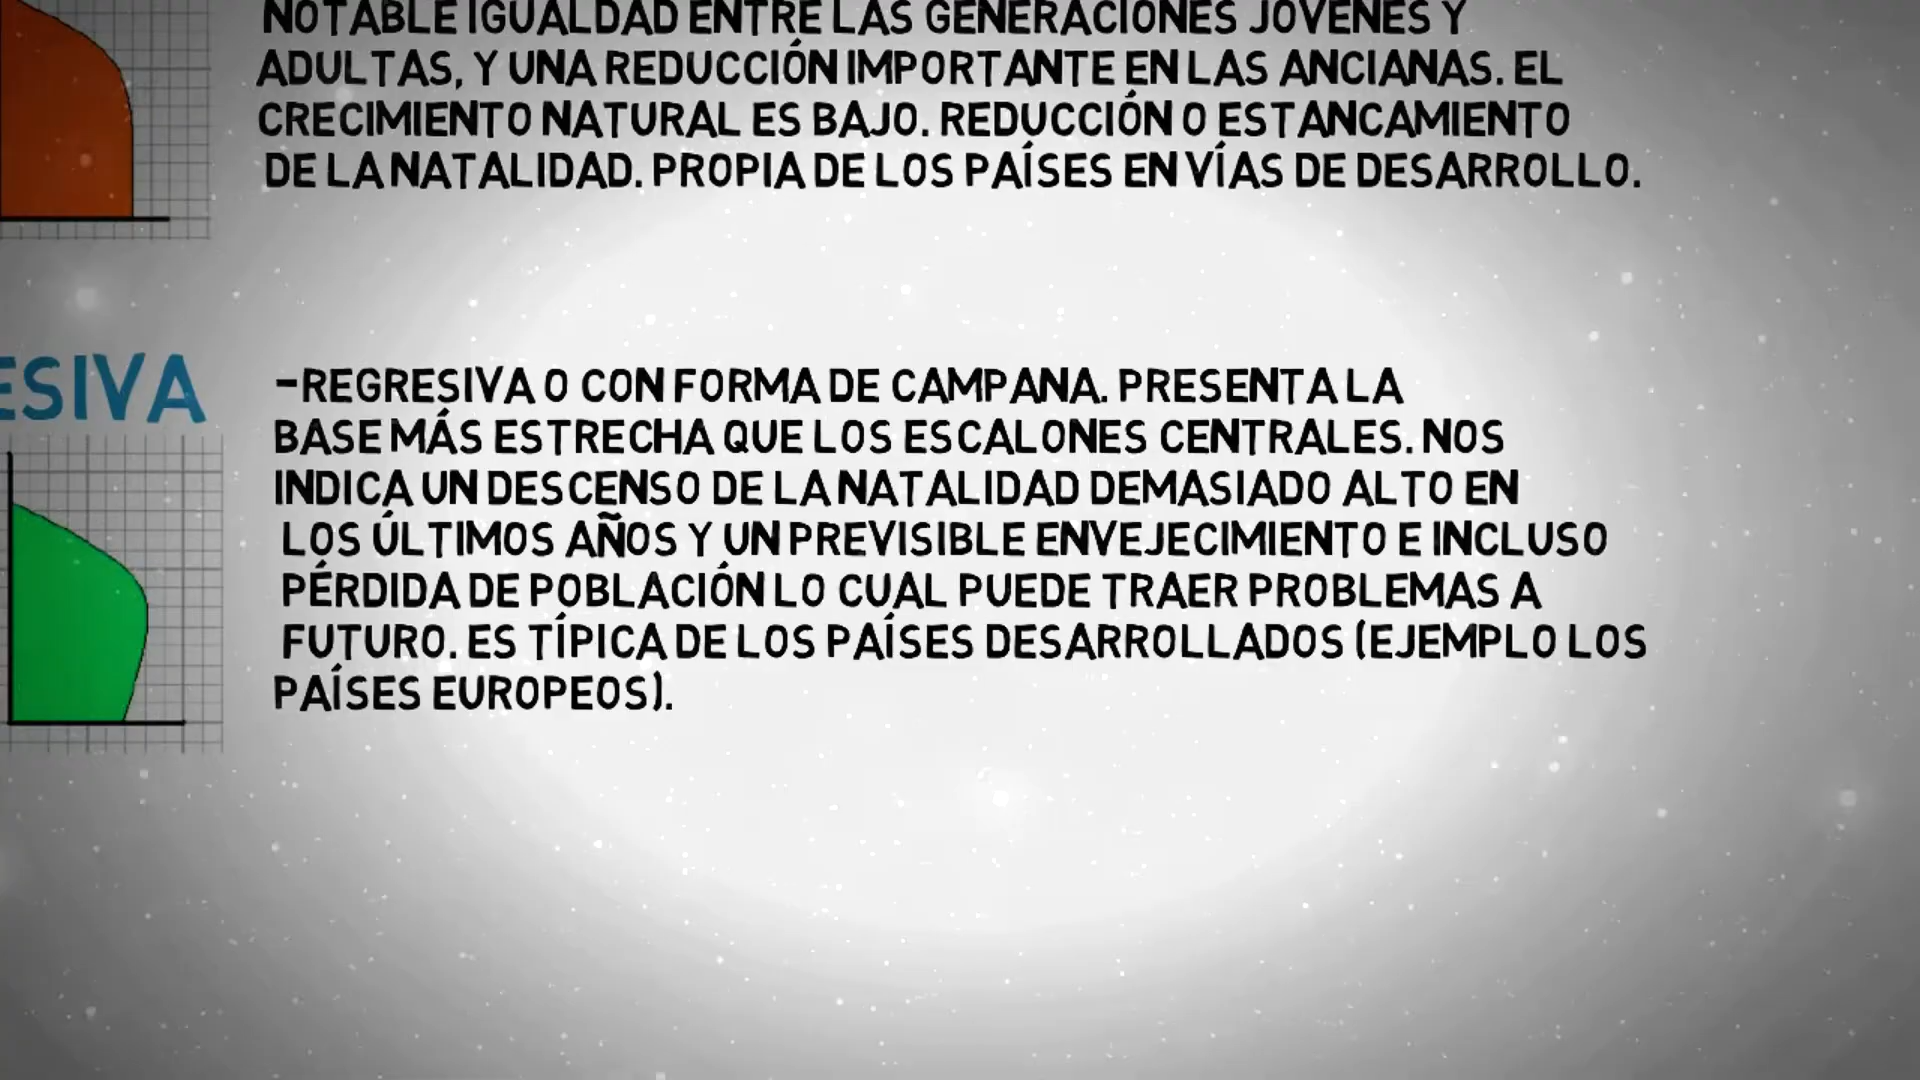 NOTABLE IGUALDAD ENTRE LAS GENERACIONES JÓVENES Y
ADULTAS, Y UNA REDUCCIÓN IMPORTANTE EN LAS ANCIANAS. EL
CRECIMIENTO NATURAL ES BAJO. REDUCCIÓN O ESTANCAMIENTO
DE LA NATALIDAD. PROPIA DE LOS PAÍSES EN VÍAS DE DESARROLLO.
ESIVA
-REGRESIVA O CON FORMA DE CAMPANA. PRESENTA LA
BASE MÁS ESTRECHA QUE LOS ESCALONES CENTRALES. NOS
INDICA UN DESCENSO DE LA NATALIDAD DEMASIADO ALTO EN
LOS ÚLTIMOS AÑOS Y UN PREVISIBLE ENVEJECIMIENTO E INCLUSO
PÉRDIDA DE POBLACIÓN LO CUAL PUEDE TRAER PROBLEMAS A
FUTURO. ES TÍPICA DE LOS PAÍSES DESARROLLADOS (EJEMPLO LOS
PAÍSES EUROPEOS).